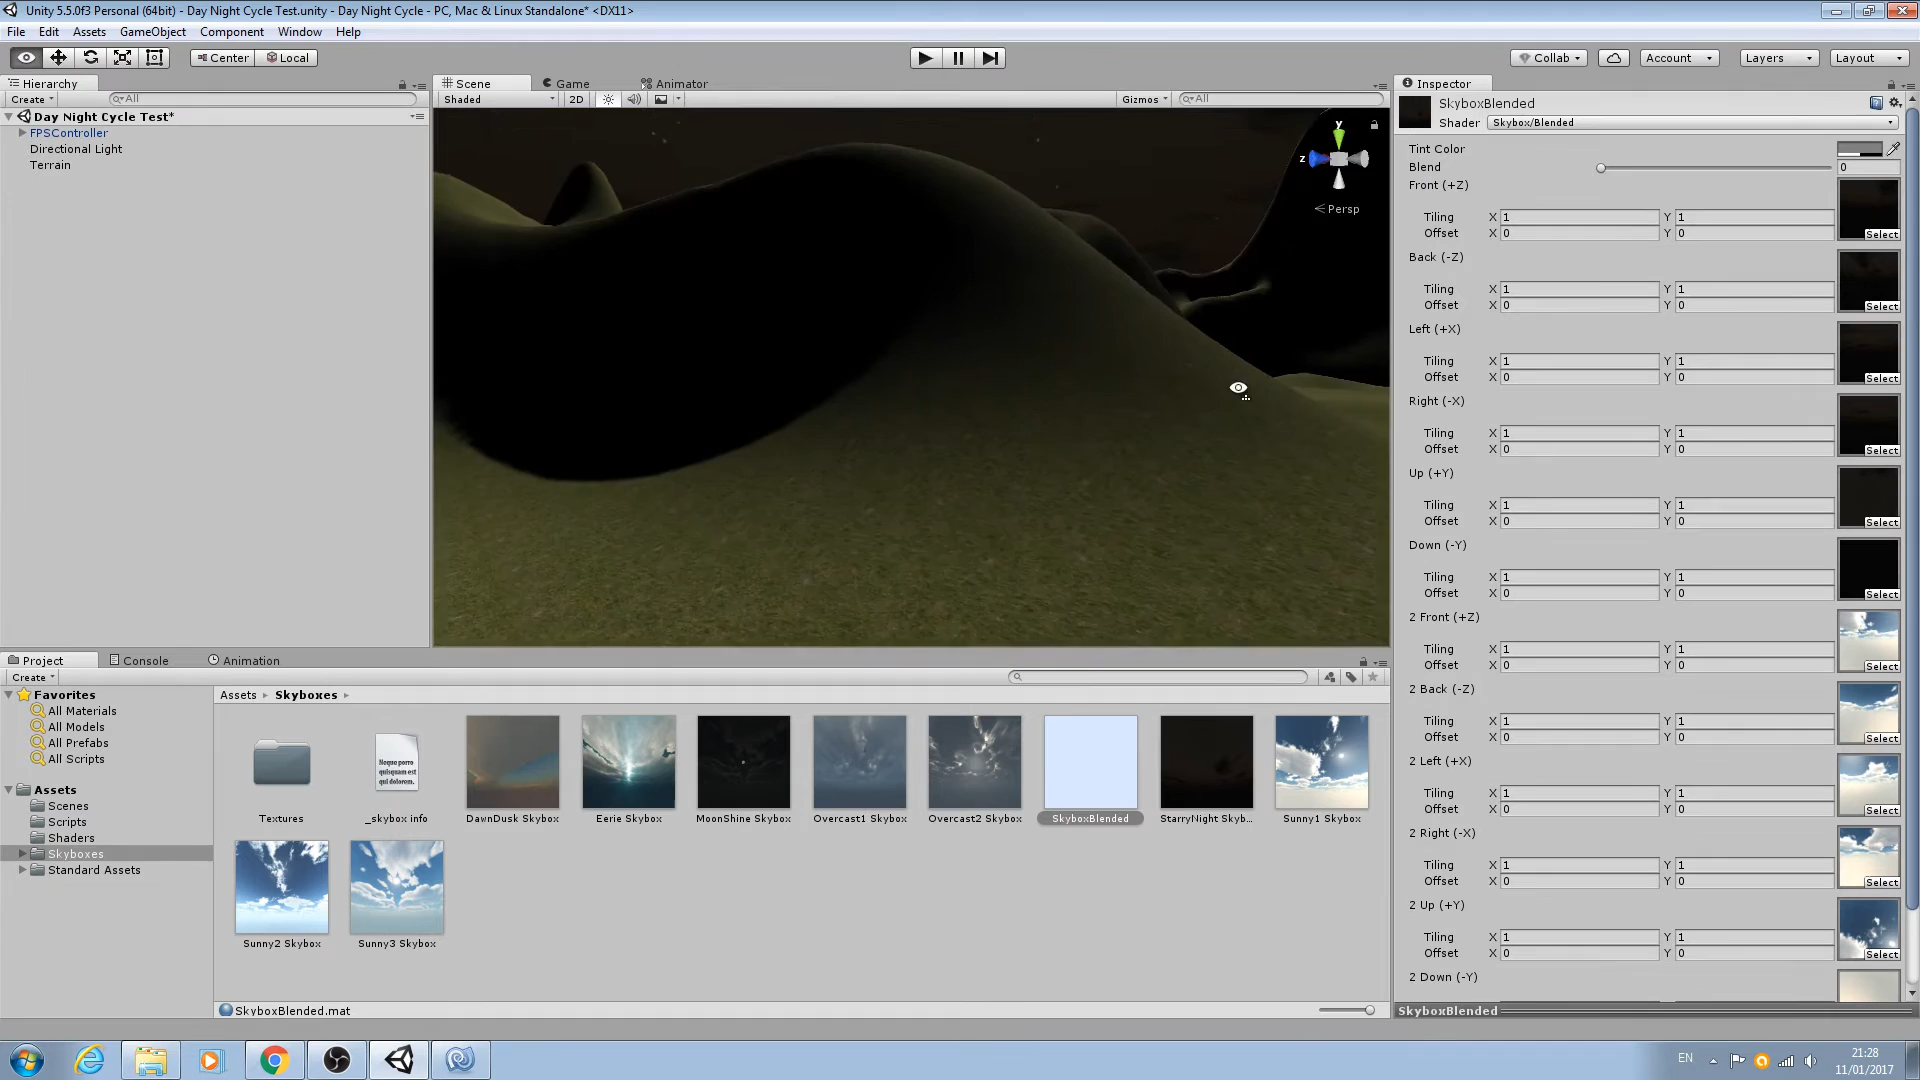 Unity 5.5.0f3 Personal (64bit) - Day Night Cycle Test.unity - Day Night Cycle - PC, Mac & Linux Standalone* <DX11>
File Edit Assets GameObject Component Window Help
Center Local Collab Account Layers Layout
Hierarchy Scene Game Animator Inspector
Create All Shaded 2D Gizmos All SkyboxBlended
Shader Skybox/Blended
Day Night Cycle Test*
FPSController
Directional Light
Terrain
y
z
Persp
Tint Color
Blend 0
Front (+Z)
Tiling X 1 Y 1
Offset X 0 Y 0
Select
Back (-Z)
Tiling X 1 Y 1
Offset X 0 Y 0
Select
Left (+X)
Tiling X 1 Y 1
Offset X 0 Y 0
Select
Right (-X)
Tiling X 1 Y 1
Offset X 0 Y 0
Select
Up (+Y)
Tiling X 1 Y 1
Offset X 0 Y 0
Select
Down (-Y)
Tiling X 1 Y 1
Offset X 0 Y 0
Select
2 Front (+Z)
Tiling X 1 Y 1
Offset X 0 Y 0
Select
2 Back (-Z)
Tiling X 1 Y 1
Offset X 0 Y 0
Select
2 Left (+X)
Tiling X 1 Y 1
Offset X 0 Y 0
Select
2 Right (-X)
Tiling X 1 Y 1
Offset X 0 Y 0
Select
2 Up (+Y)
Tiling X 1 Y 1
Offset X 0 Y 0
Select
2 Down (-Y)
SkyboxBlended
Project Console Animation
Create
Favorites
All Materials
All Models
All Prefabs
All Scripts
Assets
Scenes
Scripts
Shaders
Skyboxes
Standard Assets
Assets Skyboxes
Neque porro
quisquam est
qui dolorem.
Textures _skybox info DawnDusk Skybox Eerie Skybox MoonShine Skybox Overcast1 Skybox Overcast2 Skybox SkyboxBlended StarryNight Skyb... Sunny1 Skybox
Sunny2 Skybox Sunny3 Skybox
SkyboxBlended.mat
EN
21:28
11/01/2017